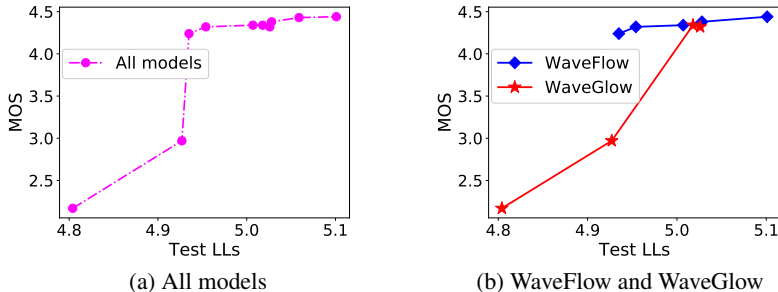 4.5
4.0
3.5
3.0
2.5
MOS
All models
4.8 4.9 5.0 5.1
Test LLs
(a) All models
4.5
4.0
3.5
3.0
2.5
MOS
WaveFlow
WaveGlow
4.8 4.9 5.0 5.1
Test LLs
(b) WaveFlow and WaveGlow